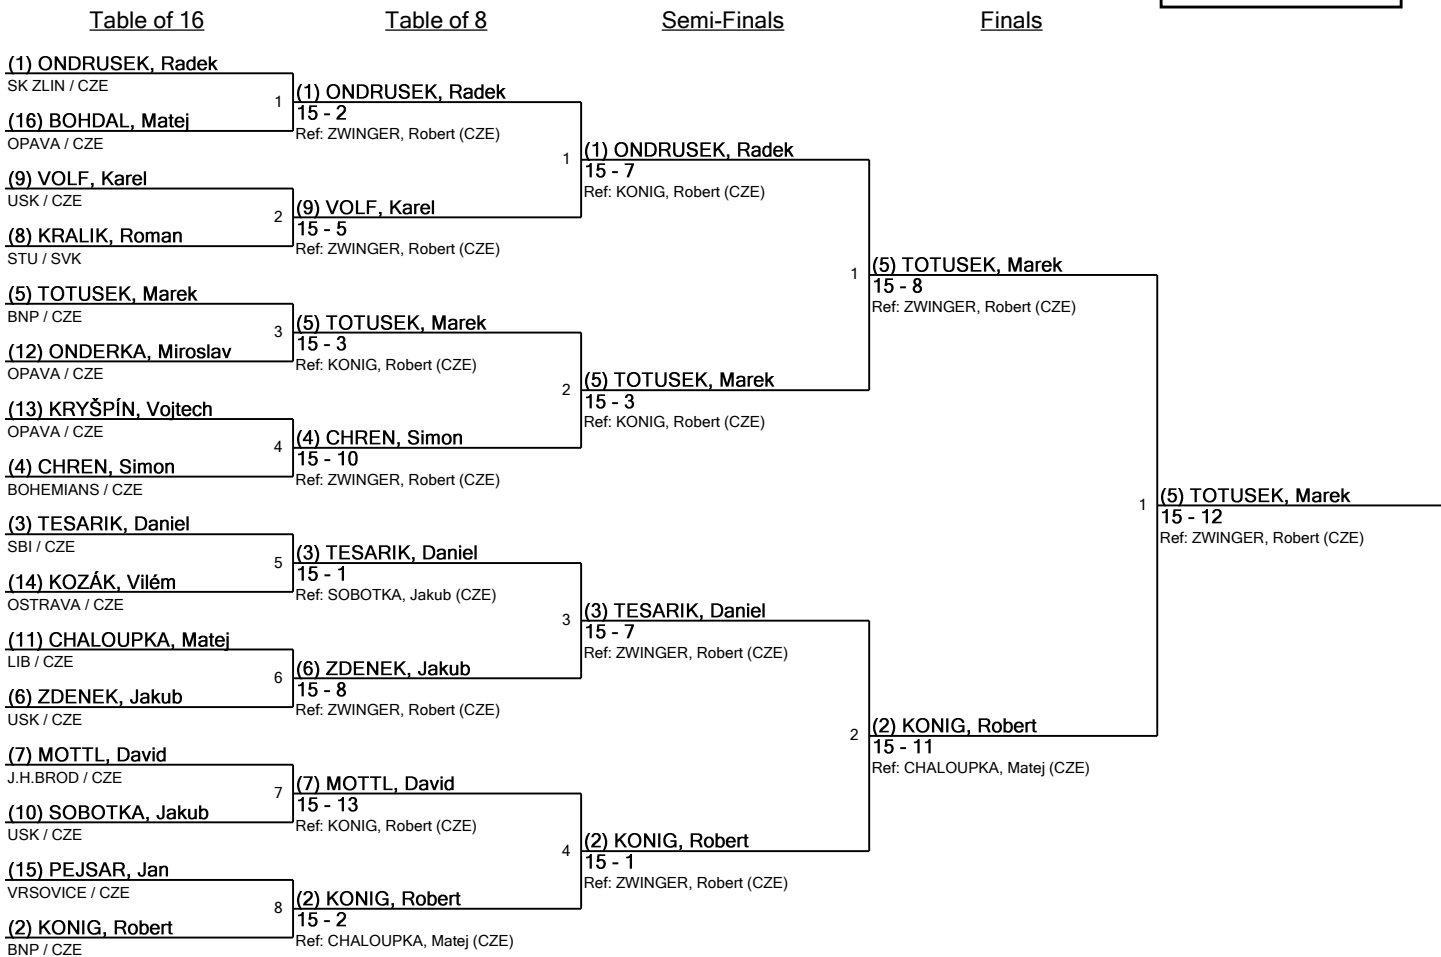 Table of 16
Table of 8
Semi-Finals
Finals
(1) ONDRUSEK, Radek
SK ZLIN / CZE
1
(16) BOHDAL, Matej
OPAVA / CZE
(9) VOLF, Karel
USK / CZE
2
(8) KRALIK, Roman
STU / SVK
(5) TOTUSEK, Marek
BNP / CZE
3
(12) ONDERKA, Miroslav
OPAVA / CZE
(13) KRYŠPÍN, Vojtech
OPAVA / CZE
4
(4) CHREN, Simon
BOHEMIANS / CZE
(3) TESARIK, Daniel
SBI / CZE
5
(14) KOZÁK, Vilém
OSTRAVA / CZE
(11) CHALOUPKA, Matej
LIB / CZE
6
(6) ZDENEK, Jakub
USK / CZE
(7) MOTTL, David
J.H.BROD / CZE
7
(10) SOBOTKA, Jakub
USK / CZE
(15) PEJSAR, Jan
VRSOVICE / CZE
8
(2) KONIG, Robert
BNP / CZE
(1) ONDRUSEK, Radek
15 - 2
Ref: ZWINGER, Robert (CZE)
1
(9) VOLF, Karel
15 - 5
Ref: ZWINGER, Robert (CZE)
(5) TOTUSEK, Marek
15 - 3
Ref: KONIG, Robert (CZE)
2
(4) CHREN, Simon
15 - 10
Ref: ZWINGER, Robert (CZE)
(3) TESARIK, Daniel
15 - 1
Ref: SOBOTKA, Jakub (CZE)
3
(6) ZDENEK, Jakub
15 - 8
Ref: ZWINGER, Robert (CZE)
(7) MOTTL, David
15 - 13
Ref: KONIG, Robert (CZE)
4
(2) KONIG, Robert
15 - 2
Ref: CHALOUPKA, Matej (CZE)
(1) ONDRUSEK, Radek
15 - 7
Ref: KONIG, Robert (CZE)
1
(5) TOTUSEK, Marek
15 - 3
Ref: KONIG, Robert (CZE)
(3) TESARIK, Daniel
15 - 7
Ref: ZWINGER, Robert (CZE)
2
(2) KONIG, Robert
15 - 1
Ref: ZWINGER, Robert (CZE)
(5) TOTUSEK, Marek
15 - 8
Ref: ZWINGER, Robert (CZE)
1
(2) KONIG, Robert
15 - 11
Ref: CHALOUPKA, Matej (CZE)
(5) TOTUSEK, Marek
15 - 12
Ref: ZWINGER, Robert (CZE)